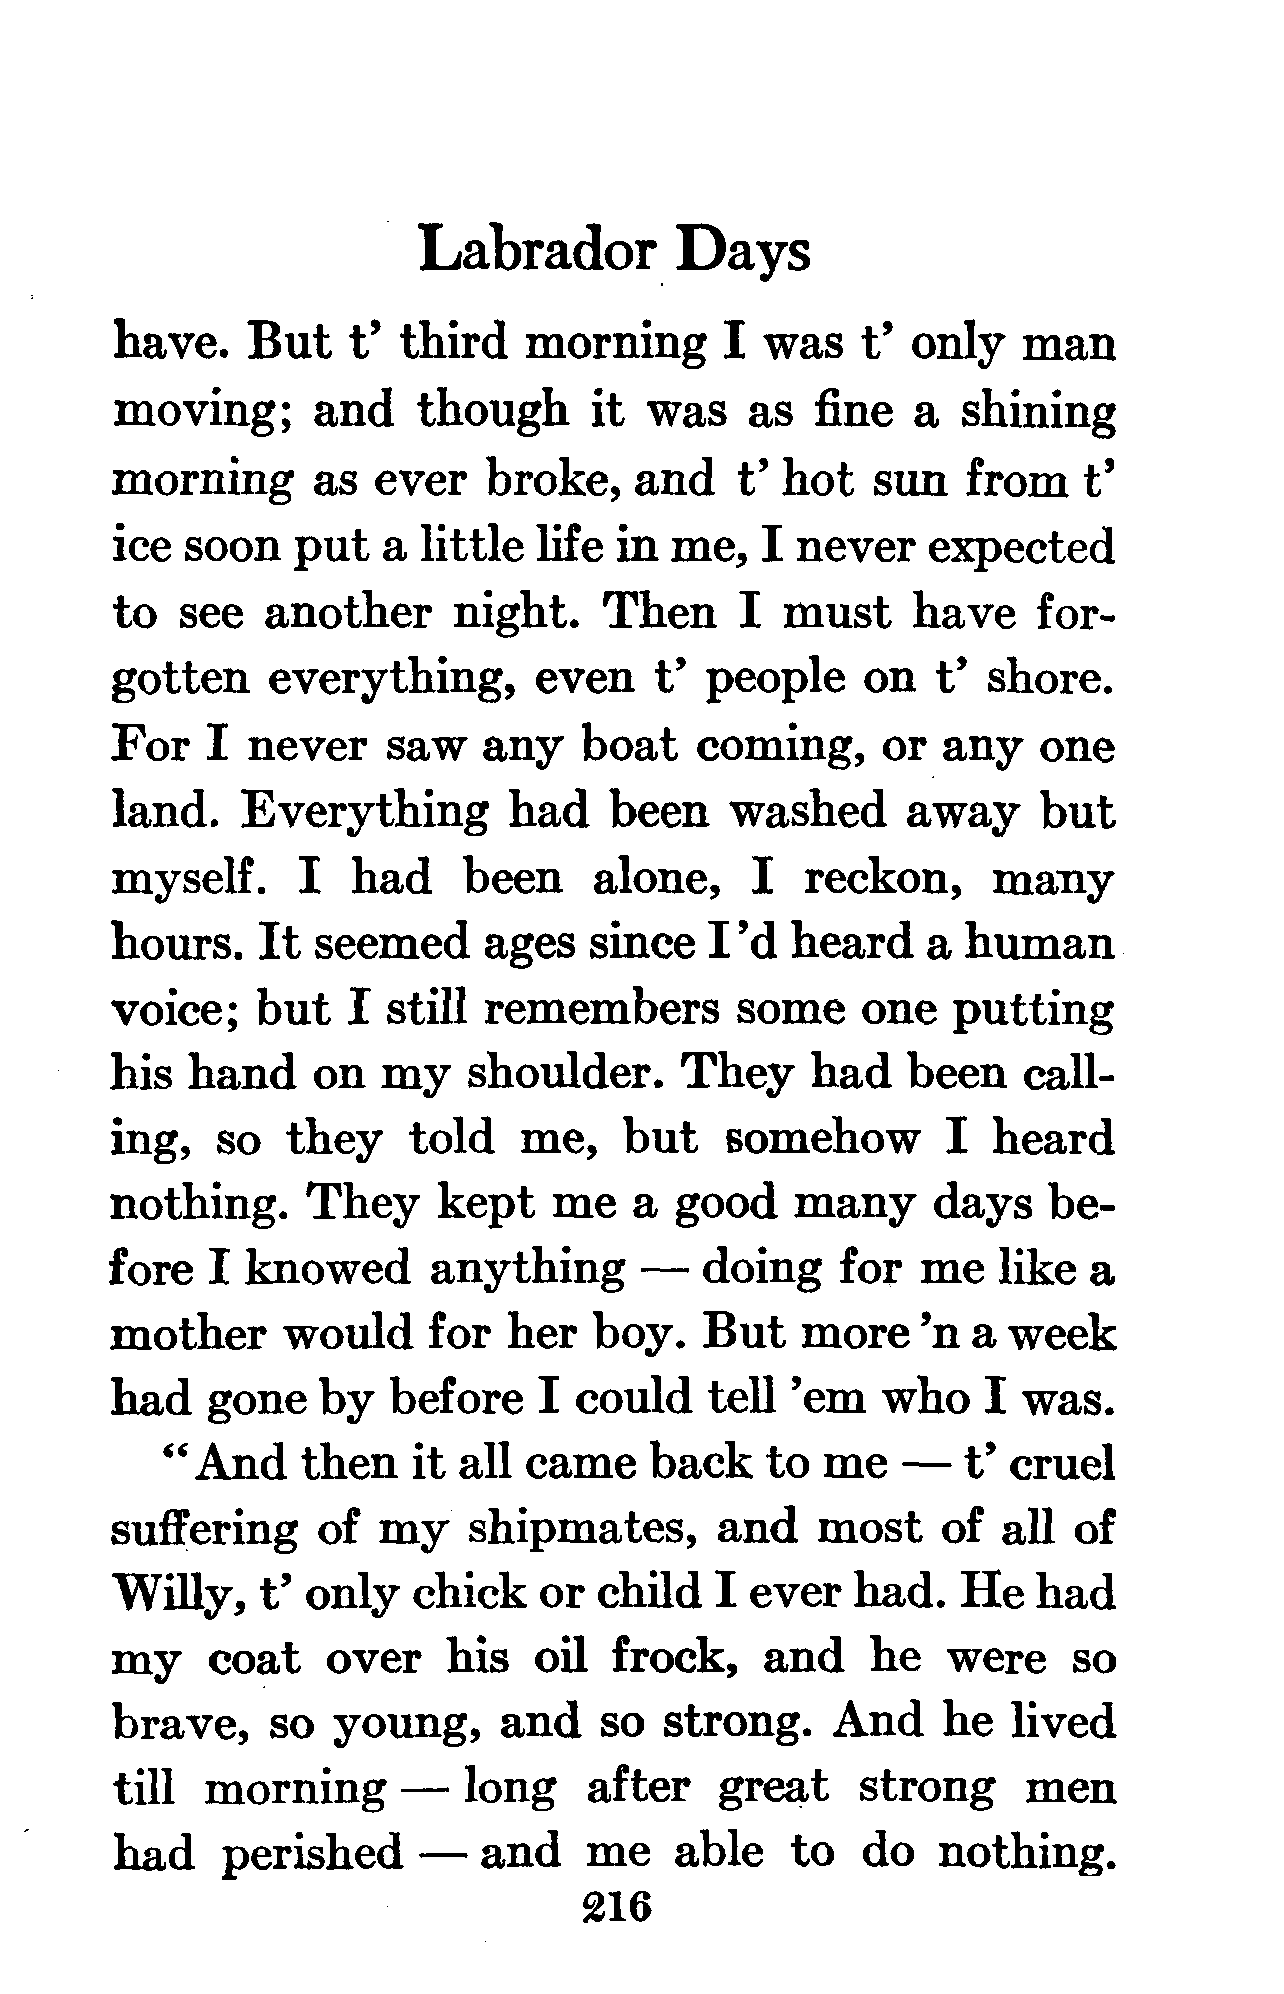 Labrador Days
have. But t’ third morning I was t’ only man
moving; and though it was as fine a shining
morning as ever broke, and t’ hot sun from t’
ice soon put a little life in me, I never expected
to see another night. Then I must have for-
gotten everything, even t’ people on t’ shore.
For I never saw any boat coming, or any one
land. Everything had been washed away but
myself. I had been alone, I reckon, many
hours. It seemed ages since I’d heard a human
voice; but I still remembers some one putting
his hand on my shoulder. They had been call-
ing, so they told me, but somehow I heard
nothing. They kept me a good many days be-
fore I knowed anything — doing for me like a
mother would for her boy. But more ’n a week
had gone by before I could tell ’em who I was.
“And then it all came back to me — t’ cruel
suffering of my shipmates, and most of all of
Willy, t’ only chick or child I ever had. He had
my coat over his oil frock, and he were so
brave, so young, and so strong. And he lived
till morning — long after great strong men
had perished — and me able to do nothing.
216